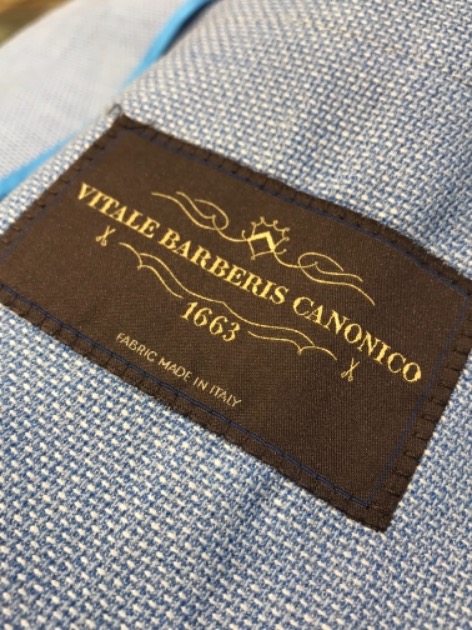 VITALE BARBERIS CANONICO
1663
FABRIC MADE IN ITALY